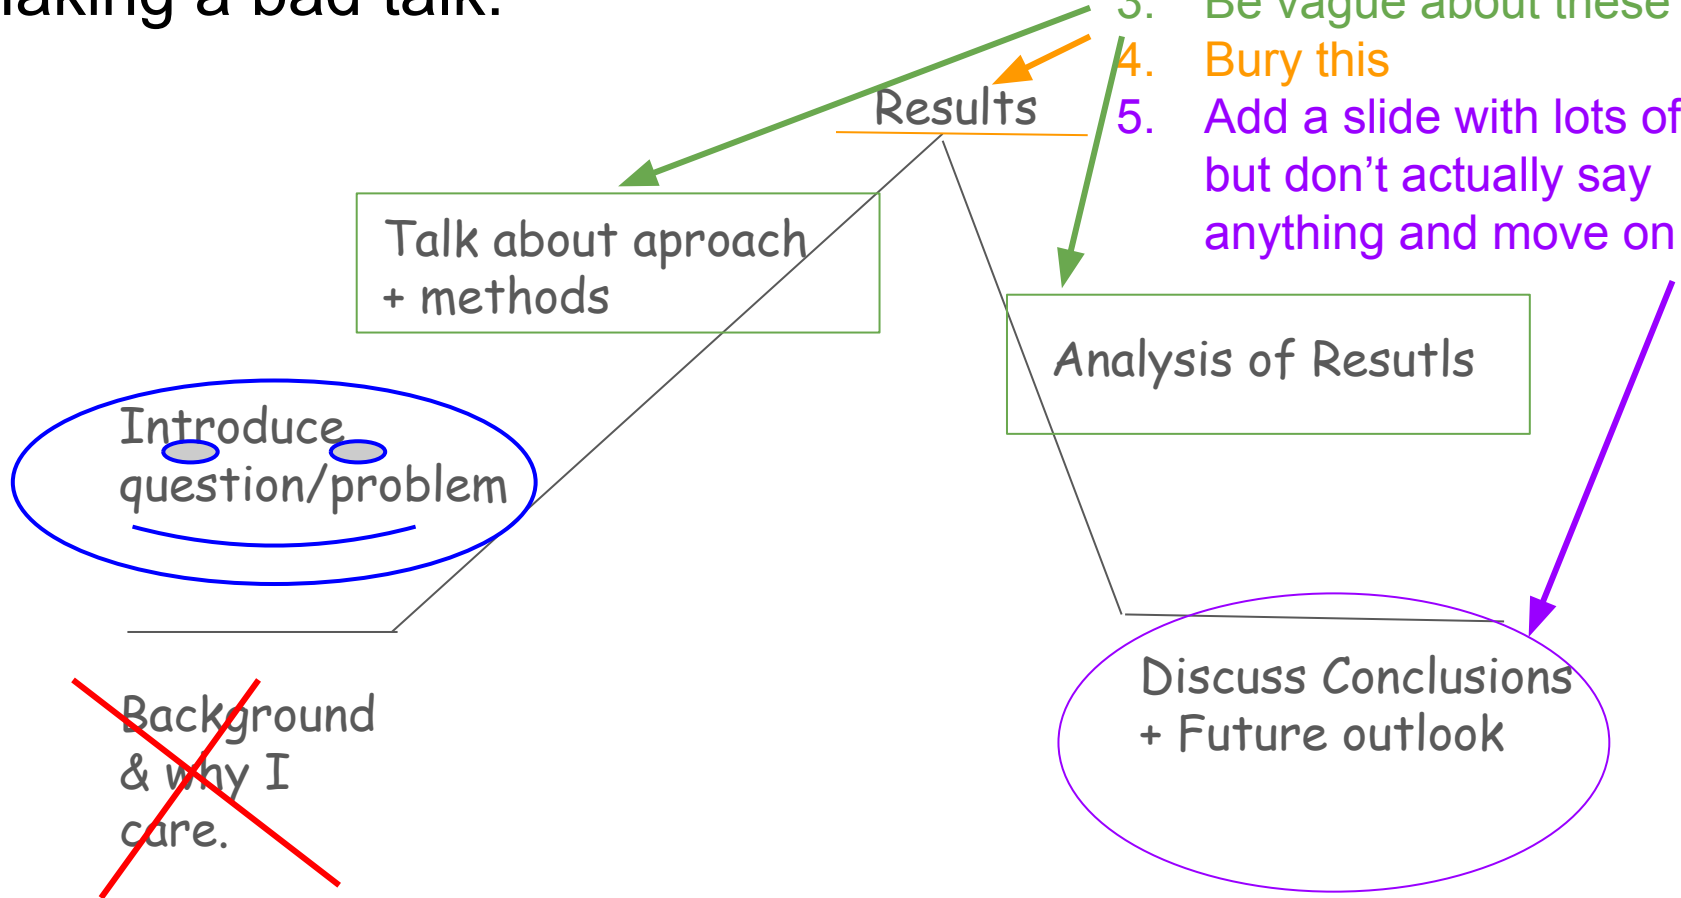 making a bad talk.
3. Be vague about these
4. Bury this
5. Add a slide with lots of
but don't actually say
anything and move on
Results
Talk about aproach
+ methods
Analysis of Resutls
Introduce
question/problem
Discuss Conclusions
+ Future outlook
Background
& why I
care.